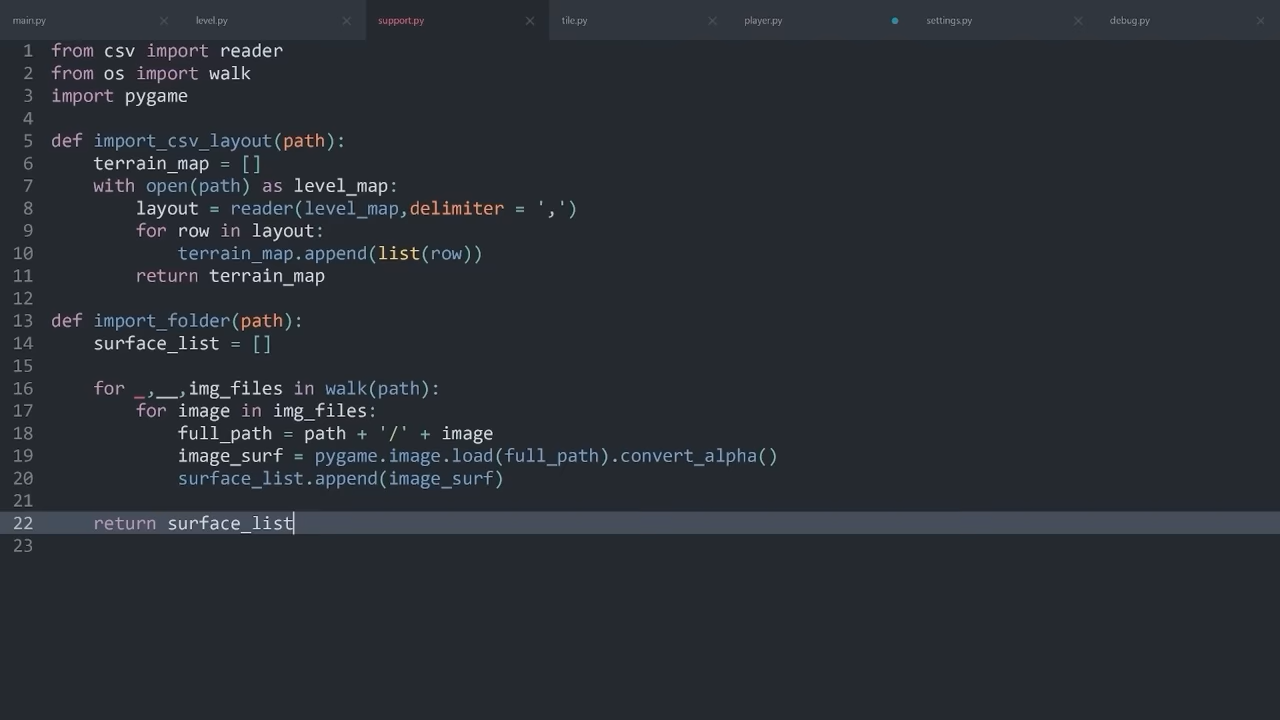 main.py level.py support.py tile.py player.py settings.py debug.py
1 from csv import reader
2 from os import walk
3 import pygame
4
5 def import_csv_layout(path):
6     terrain_map = []
7     with open(path) as level_map:
8         layout = reader(level_map,delimiter = ',')
9         for row in layout:
10             terrain_map.append(list(row))
11         return terrain_map
12
13 def import_folder(path):
14     surface_list = []
15
16     for _,__,img_files in walk(path):
17         for image in img_files:
18             full_path = path + '/' + image
19             image_surf = pygame.image.load(full_path).convert_alpha()
20             surface_list.append(image_surf)
21
22     return surface_list
23